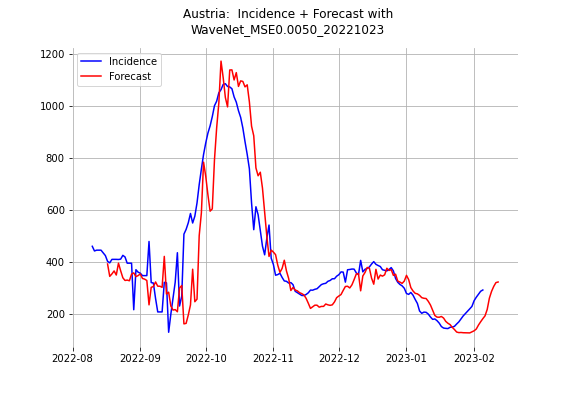 Austria:  Incidence + Forecast with
WaveNet_MSE0.0050_20221023
1200
1000
800
600
400
200
Incidence
Forecast
2022-08 2022-09 2022-10 2022-11 2022-12 2023-01 2023-02